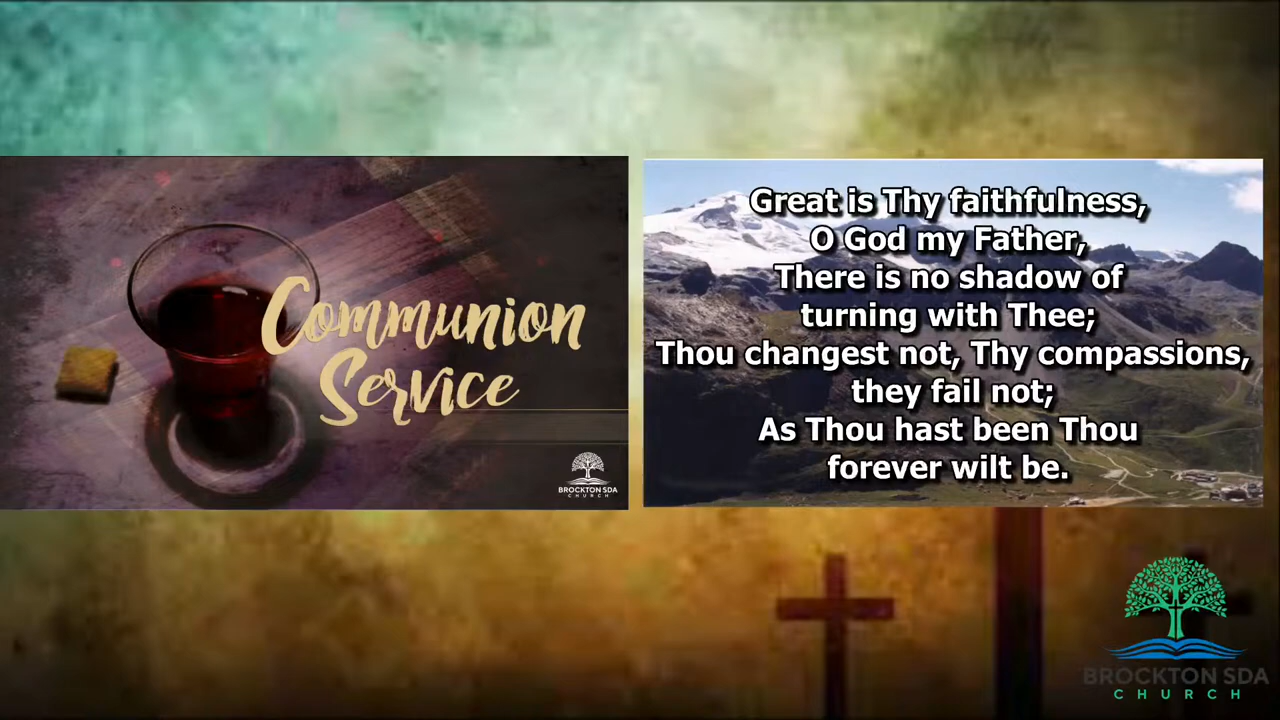 Communion
Service
BROCKTON SDA
CHURCH
Great is Thy faithfulness,
O God my Father,
There is no shadow of
turning with Thee;
Thou changest not, Thy compassions,
they fail not;
As Thou hast been Thou
forever wilt be.
BROCKTON SDA
CHURCH